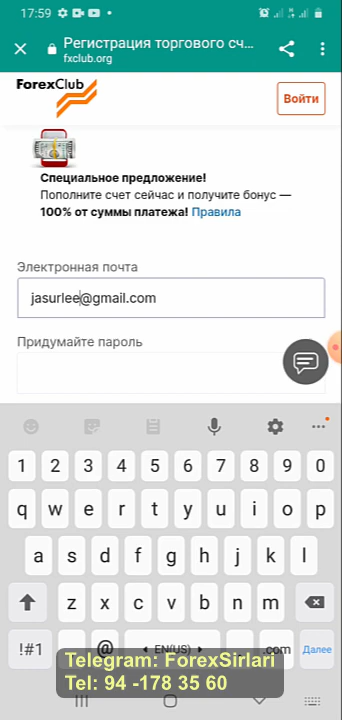 17:59
Регистрация торгового сч...
fxclub.org
ForexClub
Войти
Специальное предложение!
Пополните счет сейчас и получите бонус —
100% от суммы платежа! Правила
Электронная почта
jasurlee@gmail.com
Придумайте пароль
1 2 3 4 5 6 7 8 9 0
q w e r t y u i o p
a s d f g h j k l
z x c v b n m
!#1 , @ EN(US) . .com Далее
Telegram: ForexSirlari
Tel: 94 -178 35 60